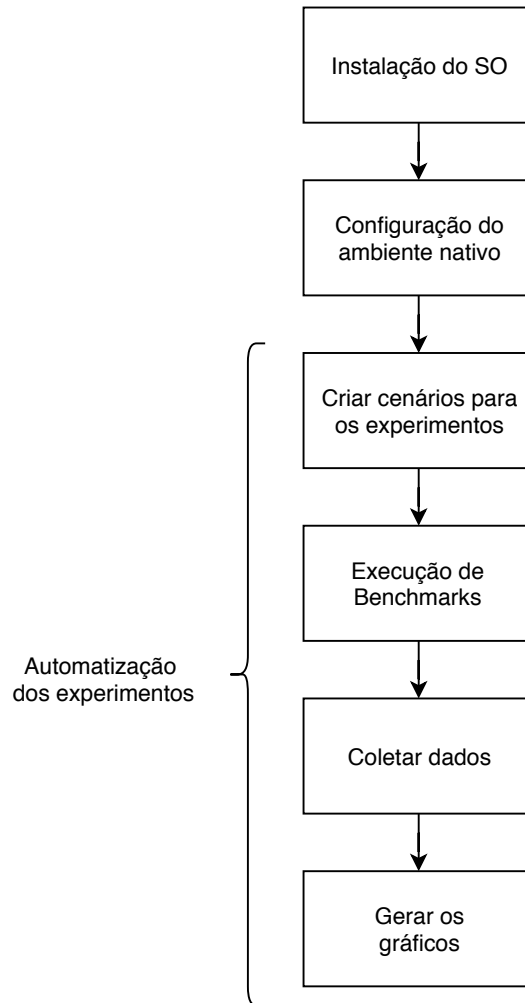 Instalação do SO
Configuração do
ambiente nativo
Criar cenários para
os experimentos
Execução de
Benchmarks
Automatização
dos experimentos
Coletar dados
Gerar os
gráficos